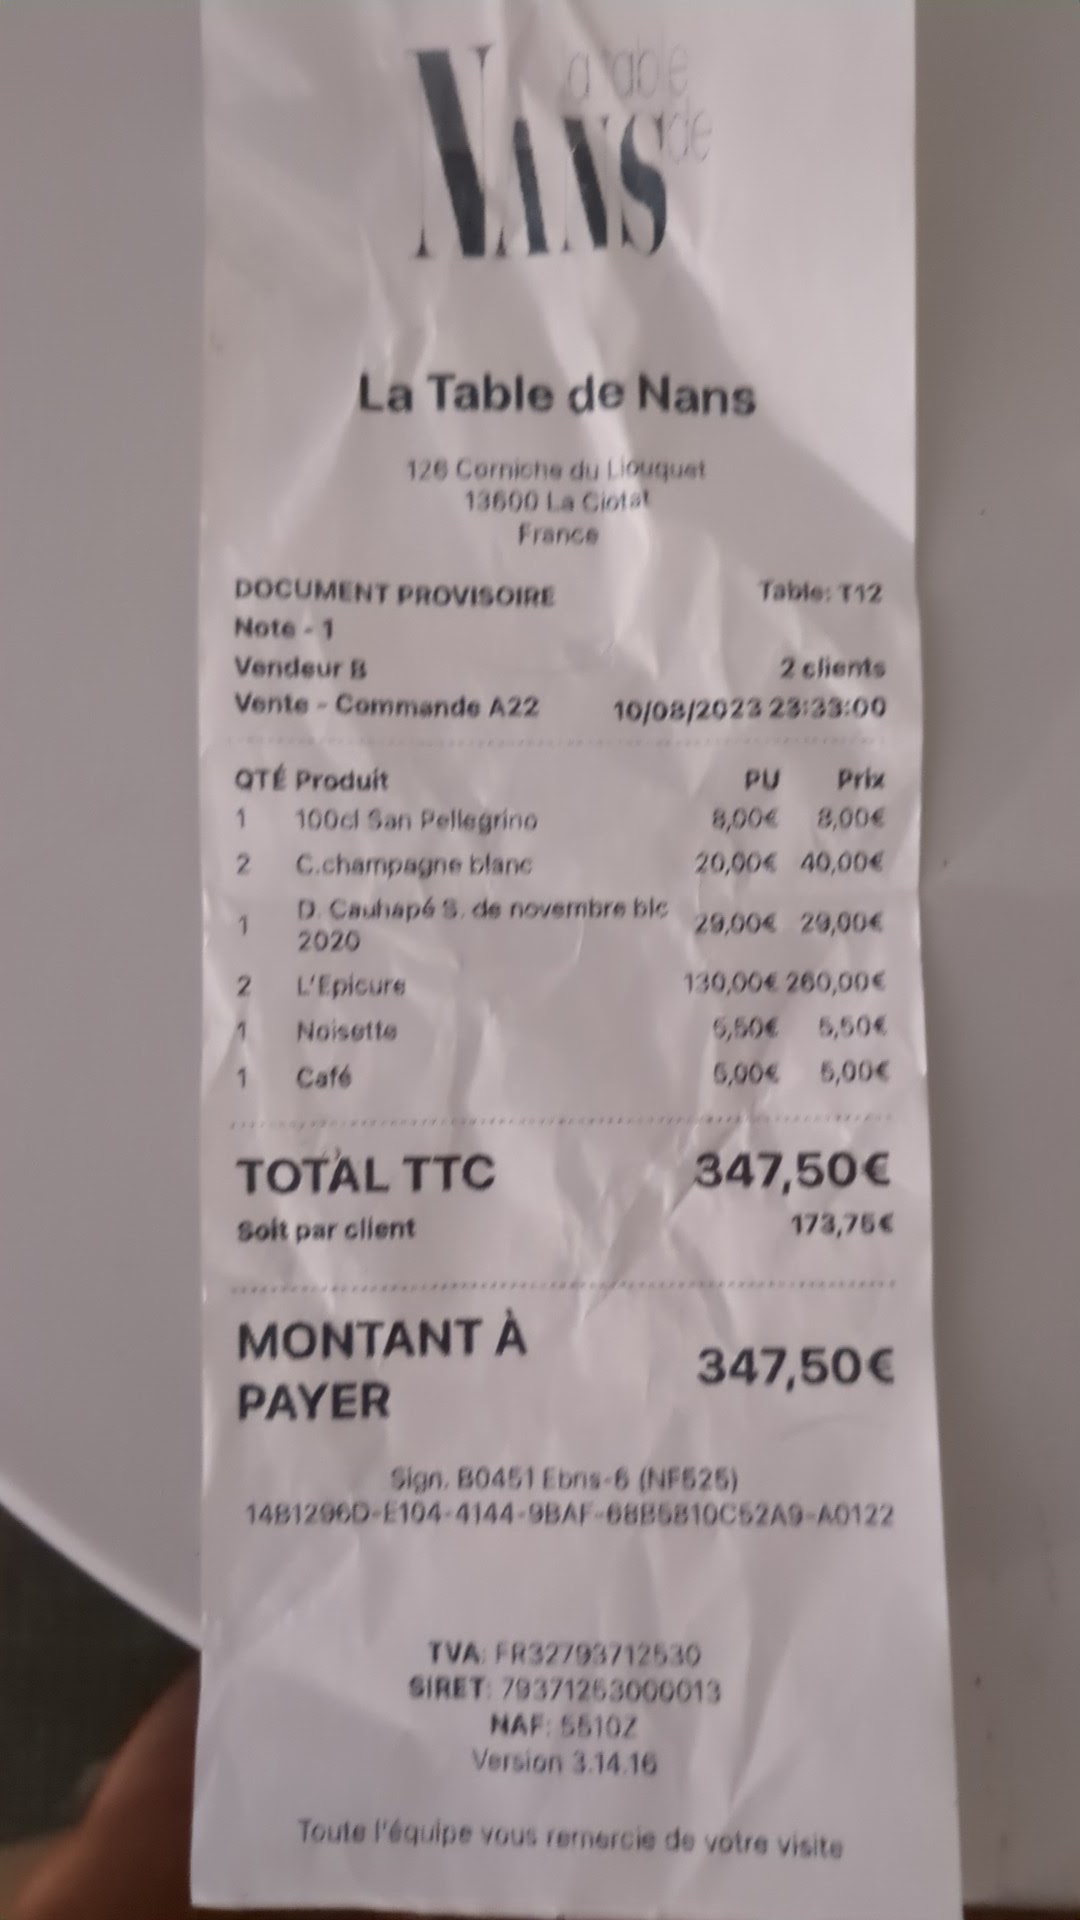 la table
de
NANS
La Table de Nans
126 Corniche du Liouquet
13600 La Ciotat
France
DOCUMENT PROVISOIRE Table: T12
Note - 1
Vendeur B 2 clients
Vente - Commande A22 10/08/2023 23:33:00
QTÉ Produit PU Prix
1 100cl San Pellegrino 8,00€ 8,00€
2 C.champagne blanc 20,00€ 40,00€
1 D. Cauhapé S. de novembre blc 29,00€ 29,00€
2020
2 L'Epicure 130,00€ 260,00€
1 Noisette 5,50€ 5,50€
1 Café 5,00€ 5,00€
TOTAL TTC 347,50€
Soit par client 173,75€
MONTANT À
PAYER 347,50€
Sign. B0451 Ebns-6 (NF525)
14B1296D-E104-4144-9BAF-68B5810C52A9-A0122
TVA: FR32793712530
SIRET: 79371253000013
NAF: 5510Z
Version 3.14.16
Toute l'équipe vous remercie de votre visite